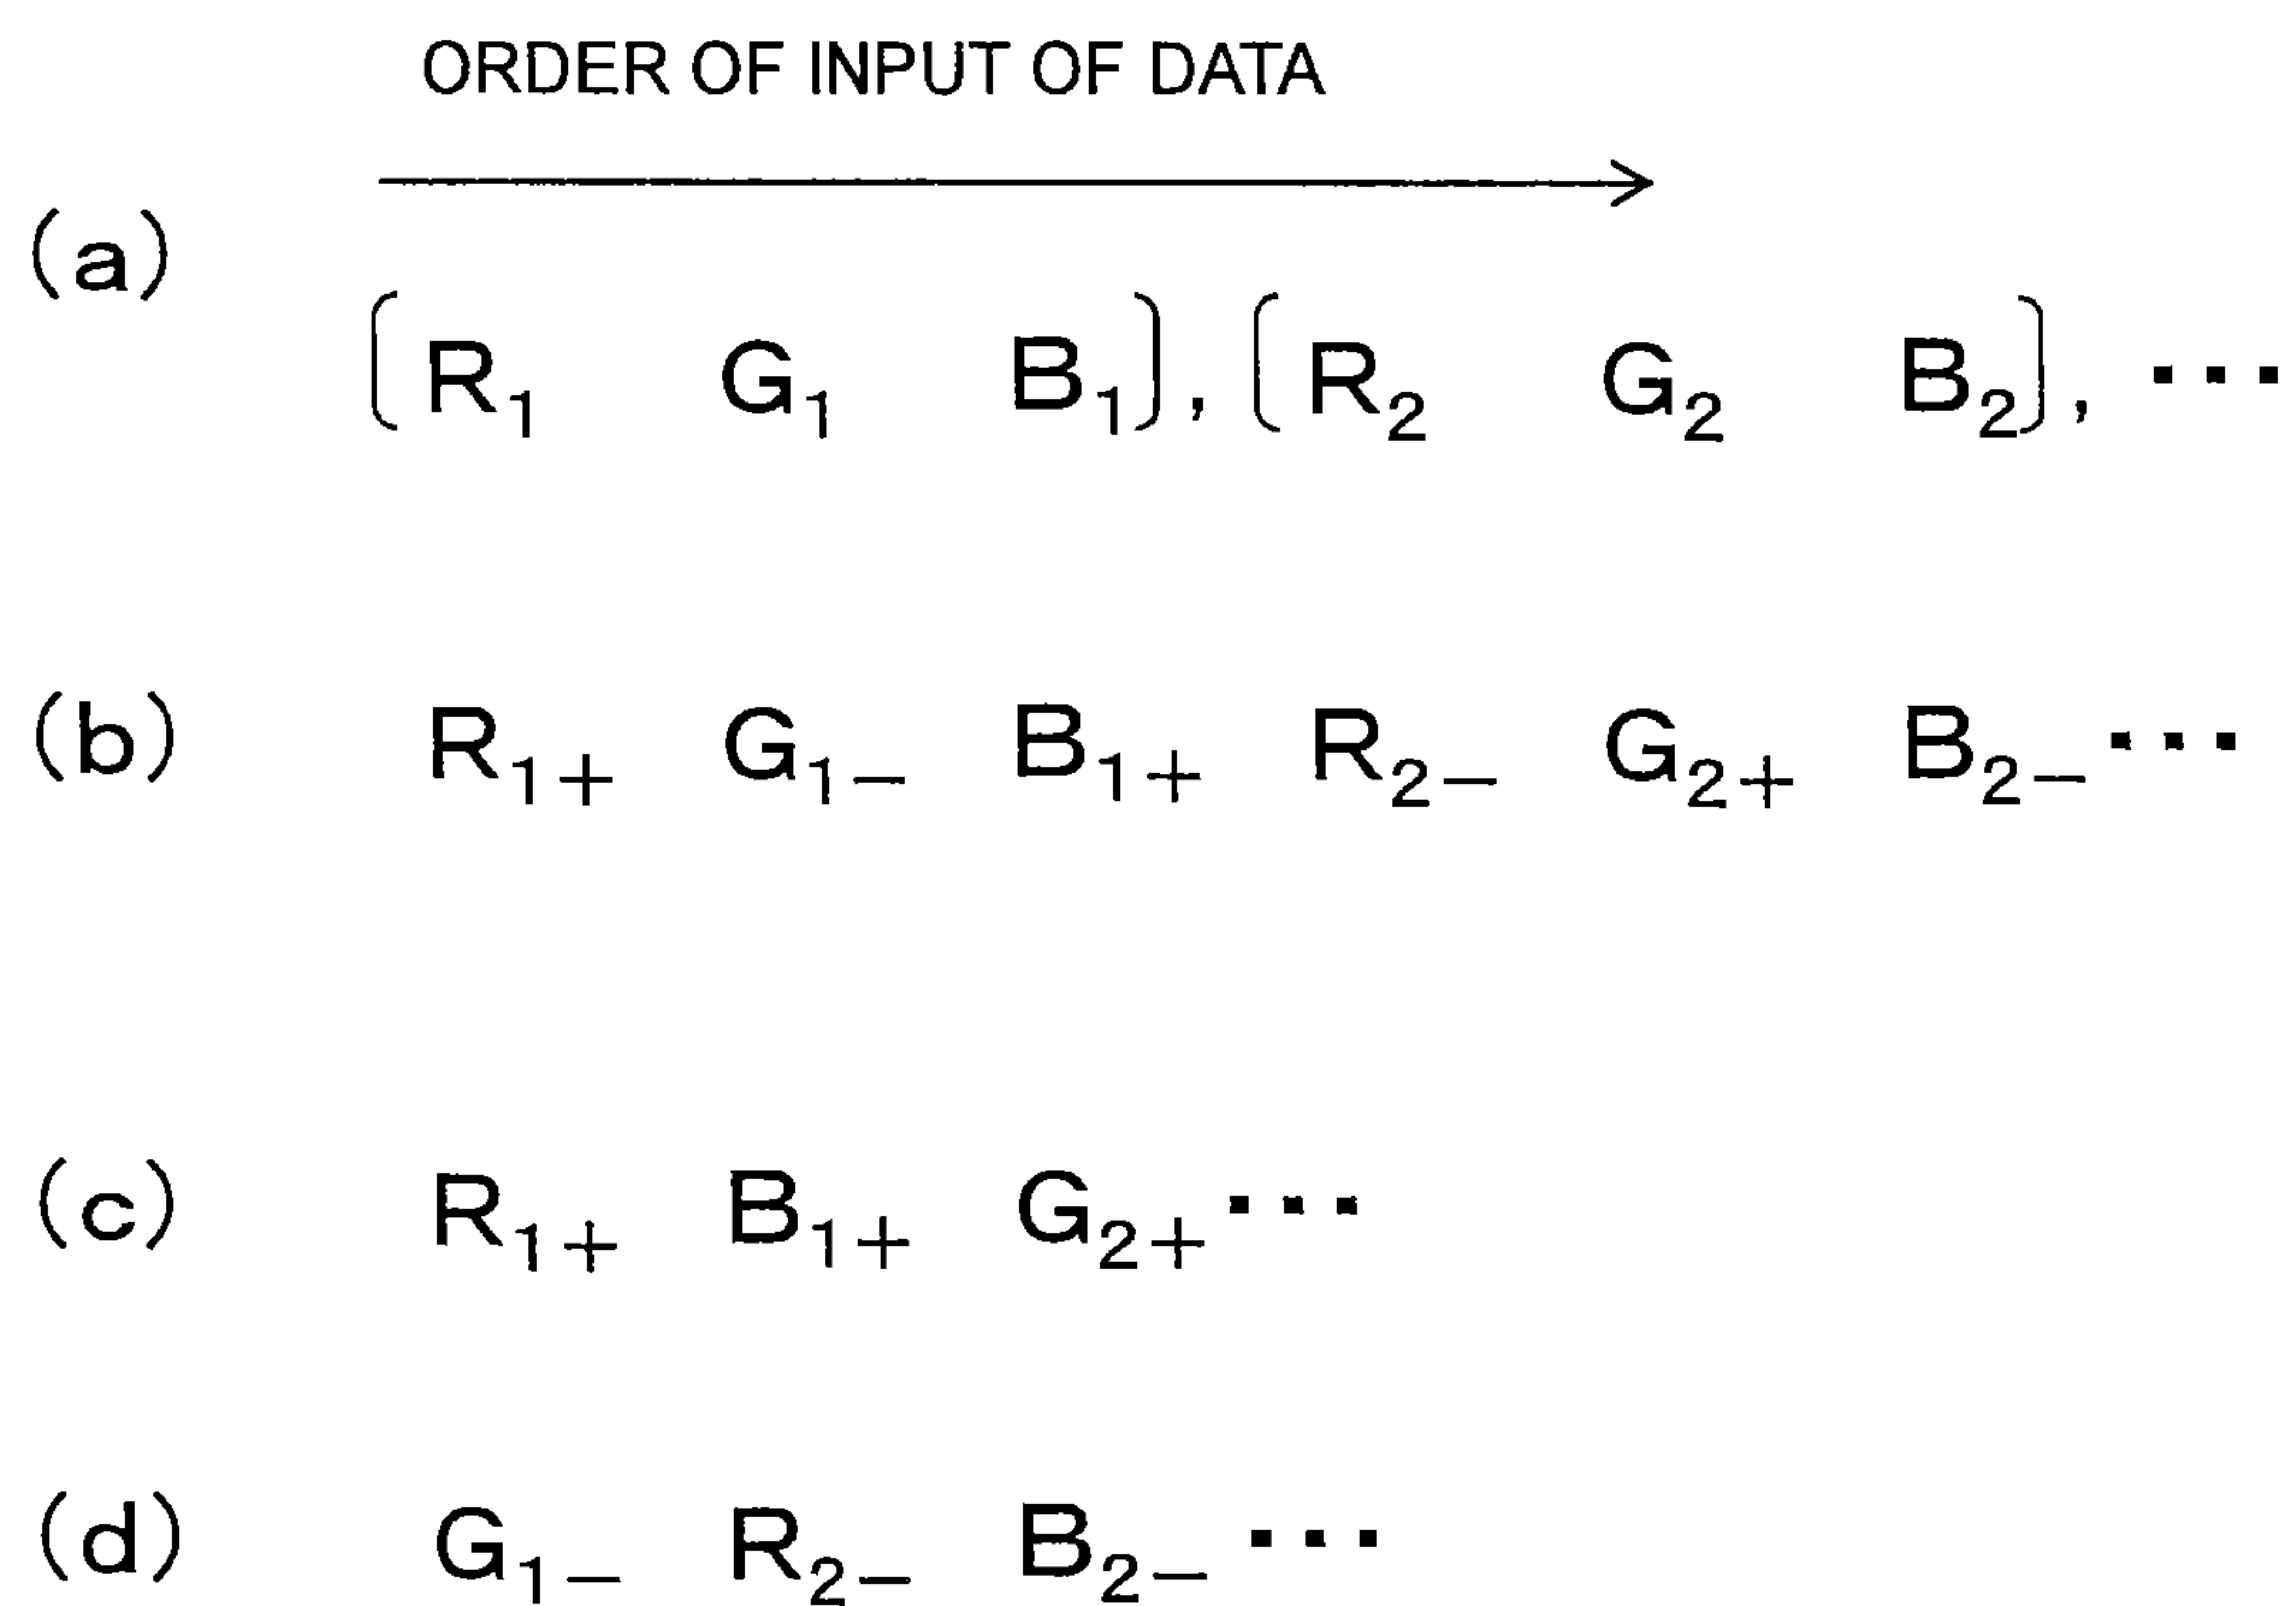 ORDER OF INPUT OF DATA
(a)
(R₁ G₁ B₁), (R₂ G₂ B₂), ···
(b) R₁₊ G₁₋ B₁₊ R₂₋ G₂₊ B₂₋ ···
(c) R₁₊ B₁₊ G₂₊ ···
(d) G₁₋ R₂₋ B₂₋ ···